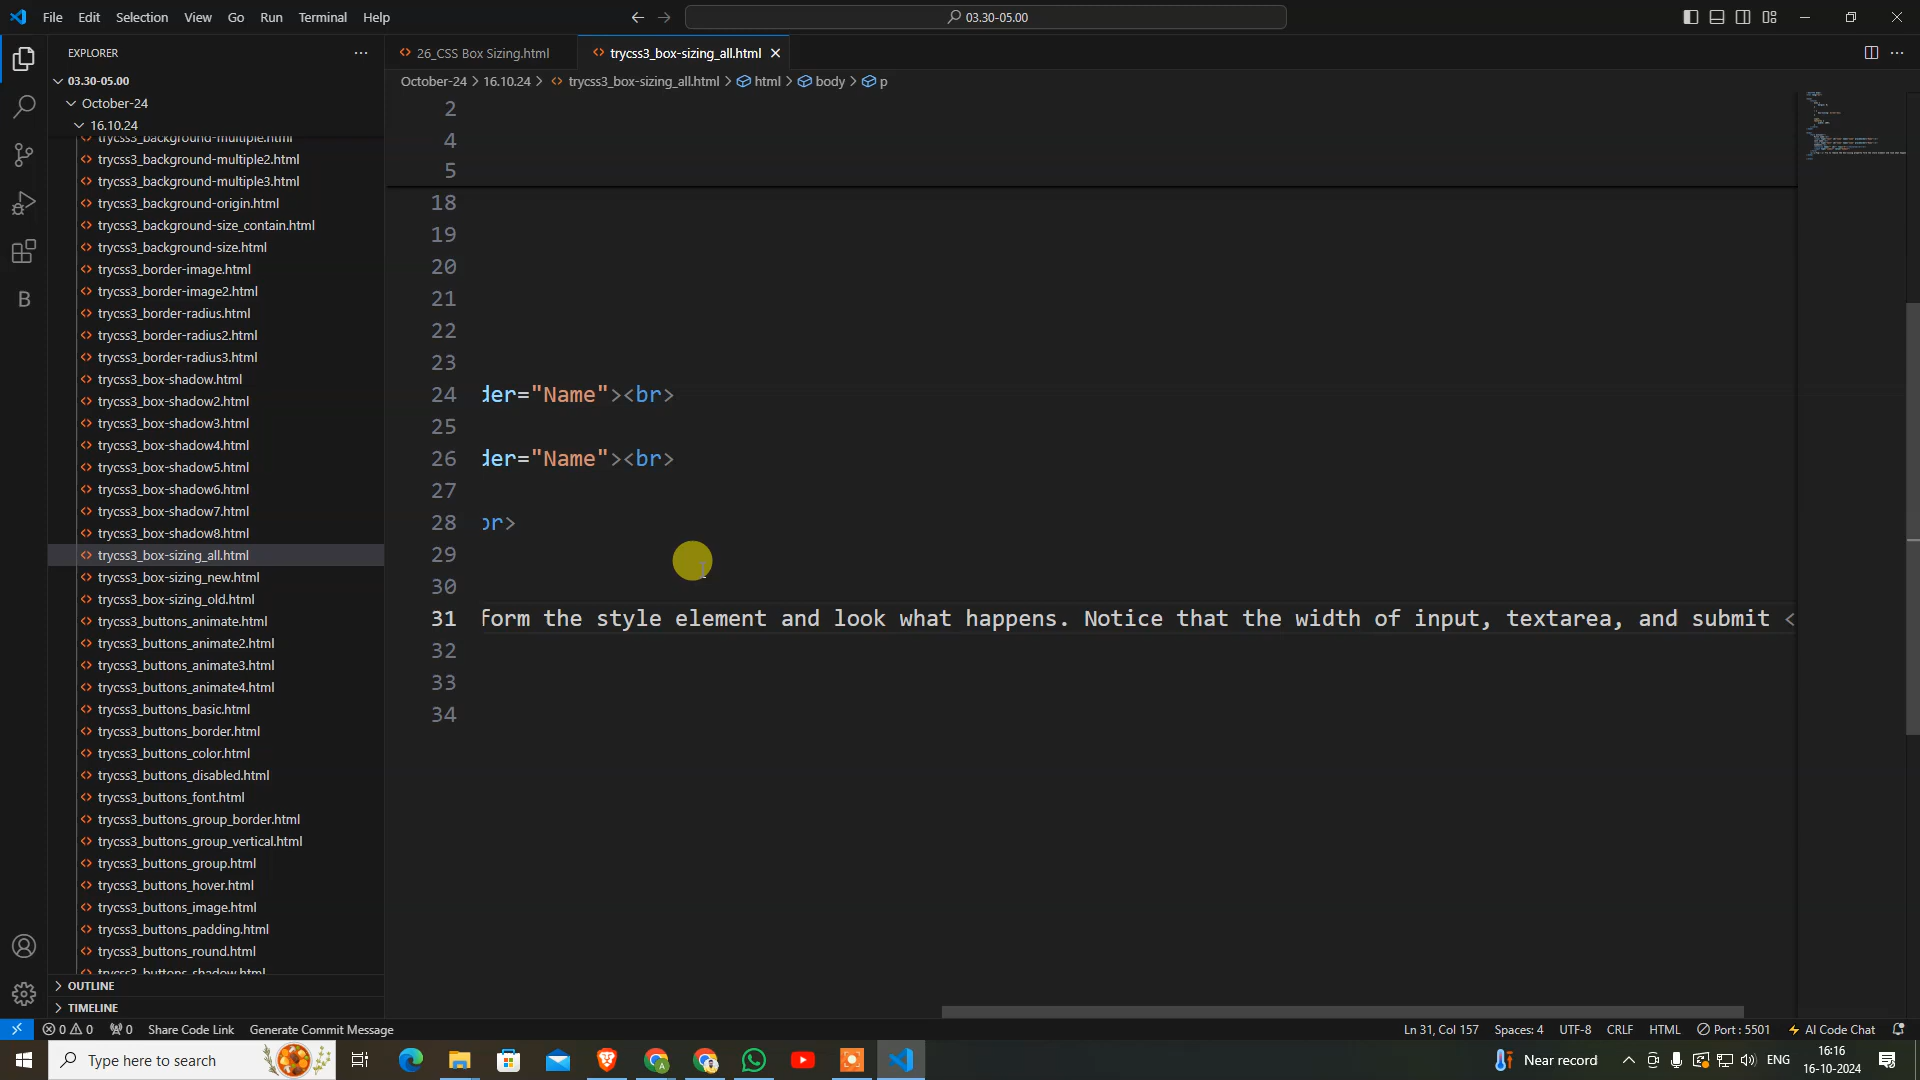 File Edit Selection View Go Run Terminal Help
03.30-05.00
EXPLORER
26_CSS Box Sizing.html
trycss3_box-sizing_all.html
03.30-05.00
October-24 > 16.10.24 > trycss3_box-sizing_all.html > html > body > p
October-24
16.10.24
trycss3_background-multiple.html
trycss3_background-multiple2.html
trycss3_background-multiple3.html
trycss3_background-origin.html
trycss3_background-size_contain.html
trycss3_background-size.html
trycss3_border-image.html
trycss3_border-image2.html
trycss3_border-radius.html
trycss3_border-radius2.html
trycss3_border-radius3.html
trycss3_box-shadow.html
trycss3_box-shadow2.html
trycss3_box-shadow3.html
trycss3_box-shadow4.html
trycss3_box-shadow5.html
trycss3_box-shadow6.html
trycss3_box-shadow7.html
trycss3_box-shadow8.html
trycss3_box-sizing_all.html
trycss3_box-sizing_new.html
trycss3_box-sizing_old.html
trycss3_buttons_animate.html
trycss3_buttons_animate2.html
trycss3_buttons_animate3.html
trycss3_buttons_animate4.html
trycss3_buttons_basic.html
trycss3_buttons_border.html
trycss3_buttons_color.html
trycss3_buttons_disabled.html
trycss3_buttons_font.html
trycss3_buttons_group_border.html
trycss3_buttons_group_vertical.html
trycss3_buttons_group.html
trycss3_buttons_hover.html
trycss3_buttons_image.html
trycss3_buttons_padding.html
trycss3_buttons_round.html
trycss3_buttons_shadow.html
OUTLINE
TIMELINE
2
4
5
18
19
20
21
22
23
24 der="Name"><br>
25
26 der="Name"><br>
27
28 br>
29
30
31 form the style element and look what happens. Notice that the width of input, textarea, and submit <
32
33
34
0 0 0 Share Code Link Generate Commit Message
Ln 31, Col 157 Spaces: 4 UTF-8 CRLF HTML Port : 5501 AI Code Chat
Type here to search
Near record
ENG
16:16
16-10-2024